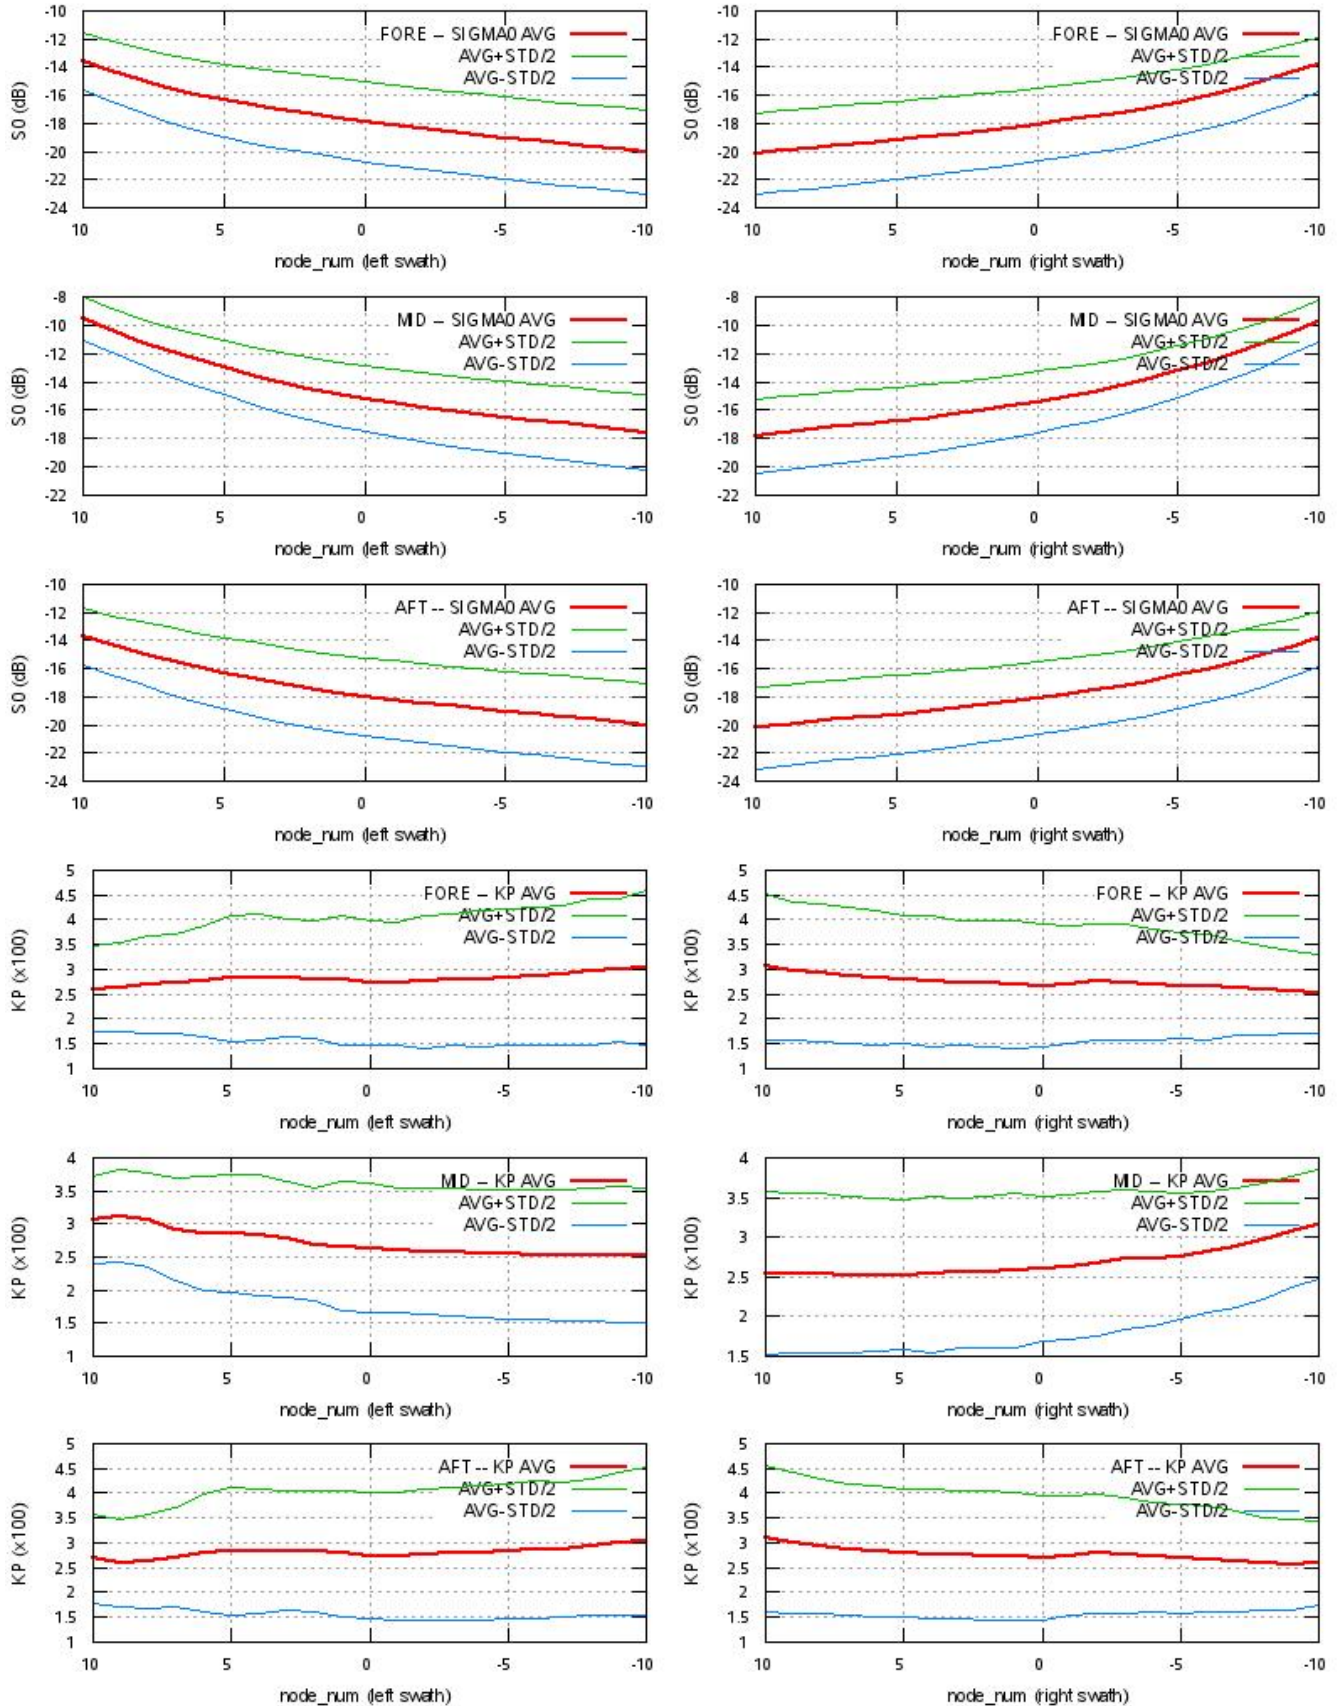 -10
-12
-14
-16
-18
-20
-22
-24
S0 (dB)
FORE -- SIGMA0 AVG
AVG+STD/2
AVG-STD/2
10 5 0 -5 -10
node_num (left swath)
-10
-12
-14
-16
-18
-20
-22
-24
S0 (dB)
FORE -- SIGMA0 AVG
AVG+STD/2
AVG-STD/2
10 5 0 -5 -10
node_num (right swath)
-8
-10
-12
-14
-16
-18
-20
-22
S0 (dB)
MID -- SIGMA0 AVG
AVG+STD/2
AVG-STD/2
10 5 0 -5 -10
node_num (left swath)
-8
-10
-12
-14
-16
-18
-20
-22
S0 (dB)
MID -- SIGMA0 AVG
AVG+STD/2
AVG-STD/2
10 5 0 -5 -10
node_num (right swath)
-10
-12
-14
-16
-18
-20
-22
-24
S0 (dB)
AFT -- SIGMA0 AVG
AVG+STD/2
AVG-STD/2
10 5 0 -5 -10
node_num (left swath)
-10
-12
-14
-16
-18
-20
-22
-24
S0 (dB)
AFT -- SIGMA0 AVG
AVG+STD/2
AVG-STD/2
10 5 0 -5 -10
node_num (right swath)
5
4.5
4
3.5
3
2.5
2
1.5
1
KP (x100)
FORE -- KP AVG
AVG+STD/2
AVG-STD/2
10 5 0 -5 -10
node_num (left swath)
5
4.5
4
3.5
3
2.5
2
1.5
1
KP (x100)
FORE -- KP AVG
AVG+STD/2
AVG-STD/2
10 5 0 -5 -10
node_num (right swath)
4
3.5
3
2.5
2
1.5
1
KP (x100)
MID -- KP AVG
AVG+STD/2
AVG-STD/2
10 5 0 -5 -10
node_num (left swath)
4
3.5
3
2.5
2
1.5
KP (x100)
MID -- KP AVG
AVG+STD/2
AVG-STD/2
10 5 0 -5 -10
node_num (right swath)
5
4.5
4
3.5
3
2.5
2
1.5
1
KP (x100)
AFT -- KP AVG
AVG+STD/2
AVG-STD/2
10 5 0 -5 -10
node_num (left swath)
5
4.5
4
3.5
3
2.5
2
1.5
1
KP (x100)
AFT -- KP AVG
AVG+STD/2
AVG-STD/2
10 5 0 -5 -10
node_num (right swath)